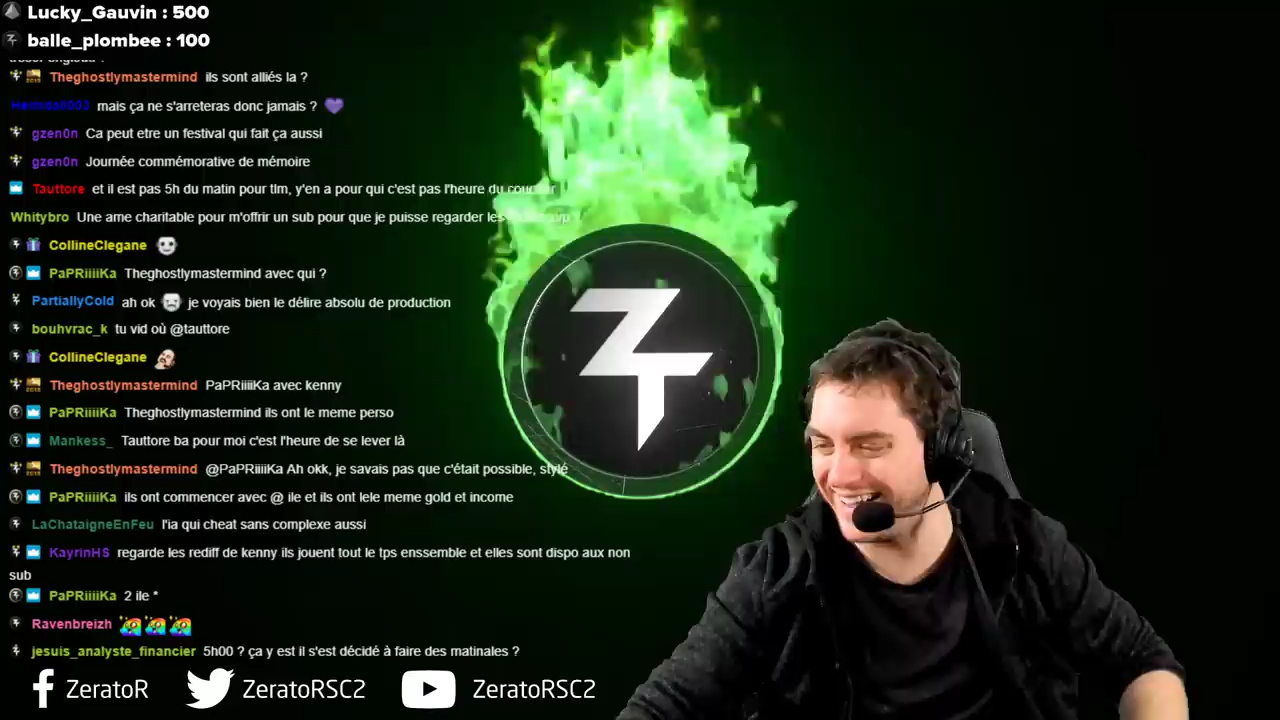 Lucky_Gauvin : 500
balle_plombee : 100
Theghostlymastermind ils sont alliés la ?
mais ça ne s'arreteras donc jamais ?
gzen0n Ca peut etre un festival qui fait ça aussi
gzen0n Journée commémorative de mémoire
Tauttore et il est pas 5h du matin pour tlm, y'en a pour qui c'est pas l'heure du coucher
Whitybro Une ame charitable pour m'offrir un sub pour que je puisse regarder les
CollineClegane
PaPRiiiiKa Theghostlymastermind avec qui ?
PartiallyCold ah ok je voyais bien le délire absolu de production
bouhvrac_k tu vid où @tauttore
CollineClegane
Theghostlymastermind PaPRiiiiKa avec kenny
PaPRiiiiKa Theghostlymastermind ils ont le meme perso
Mankess_ Tauttore ba pour moi c'est l'heure de se lever là
Theghostlymastermind @PaPRiiiiKa Ah okk, je savais pas que c'était possible, stylé
PaPRiiiiKa ils ont commencer avec @ ile et ils ont lele meme gold et income
LaChataigneEnFeu l'ia qui cheat sans complexe aussi
KayrinHS regarde les rediff de kenny ils jouent tout le tps enssemble et elles sont dispo aux non
sub
PaPRiiiiKa 2 ile *
Ravenbreizh
jesuis_analyste_financier 5h00 ? ça y est il s'est décidé à faire des matinales ?
ZeratoR ZeratoRSC2 ZeratoRSC2
ZT